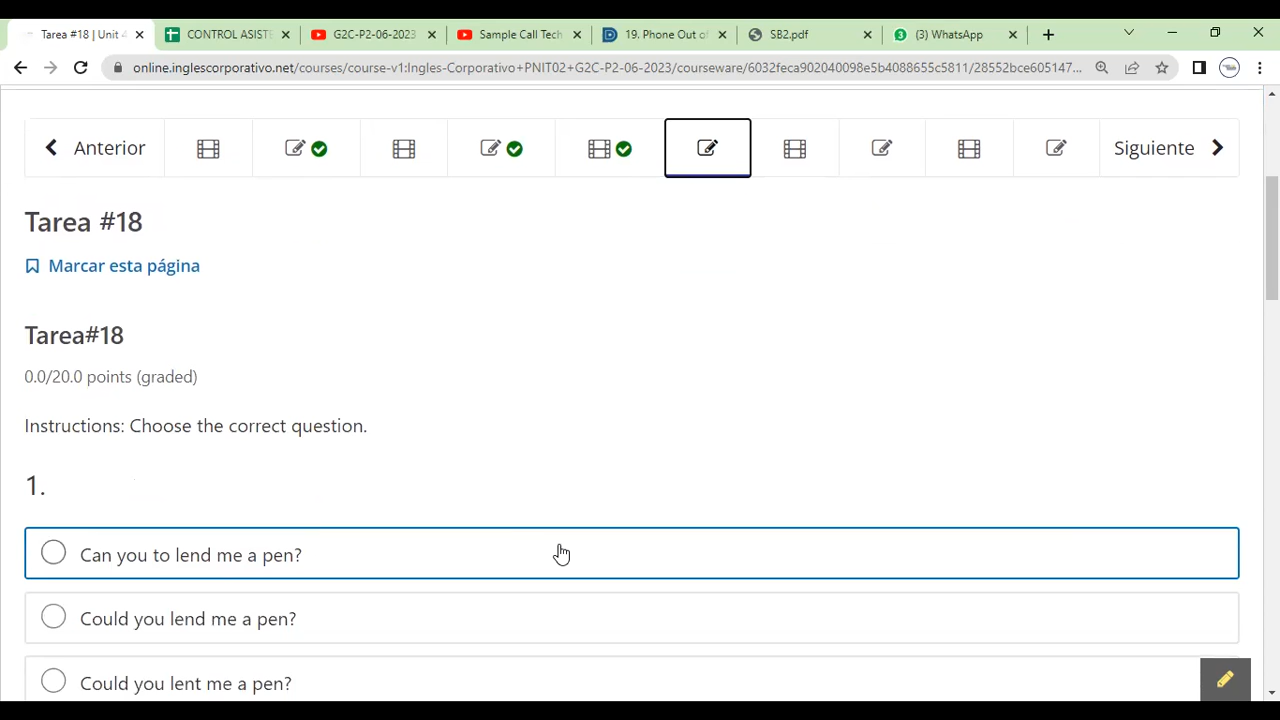 Tarea #18 | Unit 4
CONTROL ASISTE
G2C-P2-06-2023
Sample Call Tech
19. Phone Out of
SB2.pdf
(3) WhatsApp
online.inglescorporativo.net/courses/course-v1:Ingles-Corporativo+PNIT02+G2C-P2-06-2023/courseware/6032feca902040098e5b4088655c5811/28552bce605147...
Anterior
Siguiente
Tarea #18
Marcar esta página
Tarea#18
0.0/20.0 points (graded)
Instructions: Choose the correct question.
1.
Can you to lend me a pen?
Could you lend me a pen?
Could you lent me a pen?